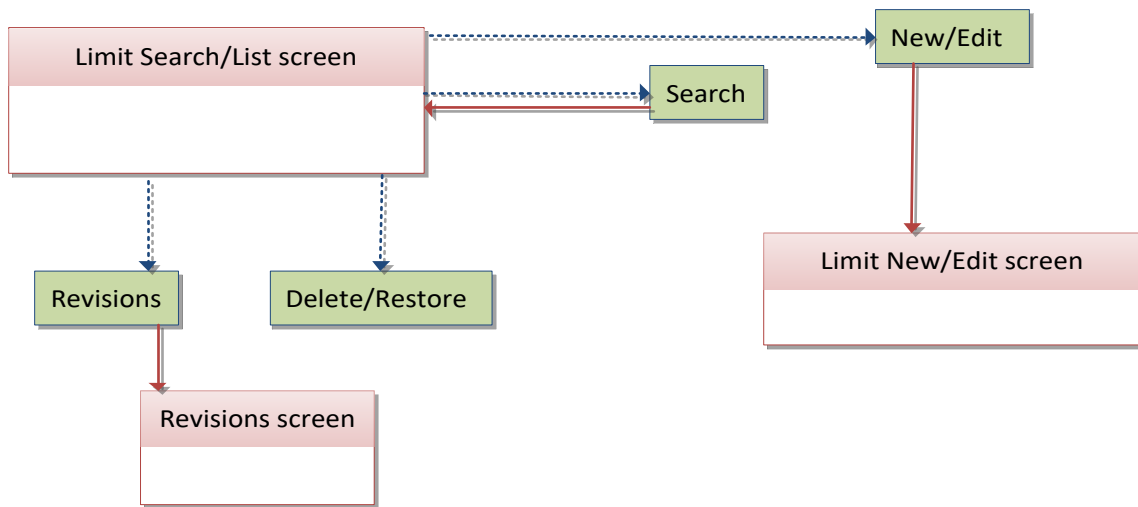 Limit Search/List screen
New/Edit
Search
Limit New/Edit screen
Revisions
Delete/Restore
Revisions screen